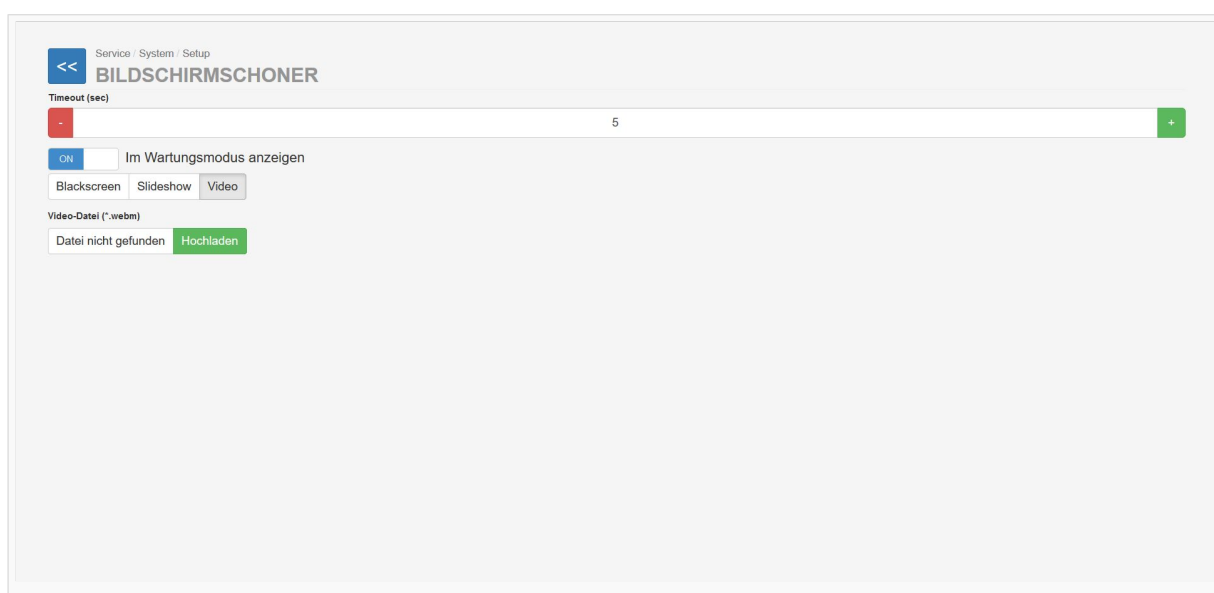 <<
Service / System / Setup
BILDSCHIRMSCHONER
Timeout (sec)
- 5 +
ON Im Wartungsmodus anzeigen
Blackscreen Slideshow Video
Video-Datei (*.webm)
Datei nicht gefunden Hochladen